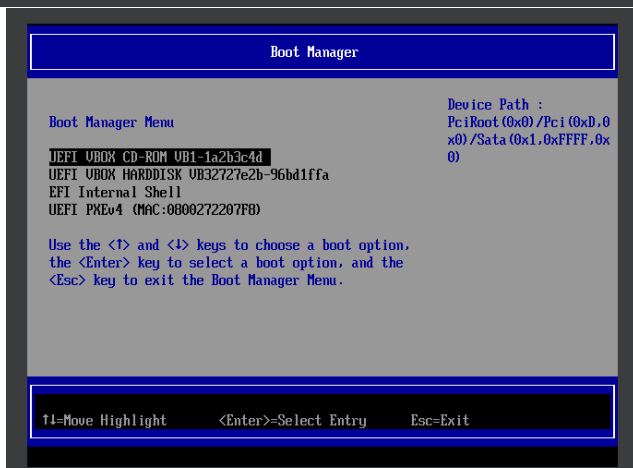 Boot Manager
Boot Manager Menu
UEFI VBOX CD-ROM VB1-1a2b3c4d
UEFI VBOX HARDDISK VB32727e2b-96bd1ffa
EFI Internal Shell
UEFI PXEv4 (MAC:0800272207F8)
Use the <↑> and <↓> keys to choose a boot option,
the <Enter> key to select a boot option, and the
<Esc> key to exit the Boot Manager Menu.
Device Path :
PciRoot(0x0)/Pci(0xD,0
x0)/Sata(0x1,0xFFFF,0x
0)
↑↓=Move Highlight <Enter>=Select Entry Esc=Exit